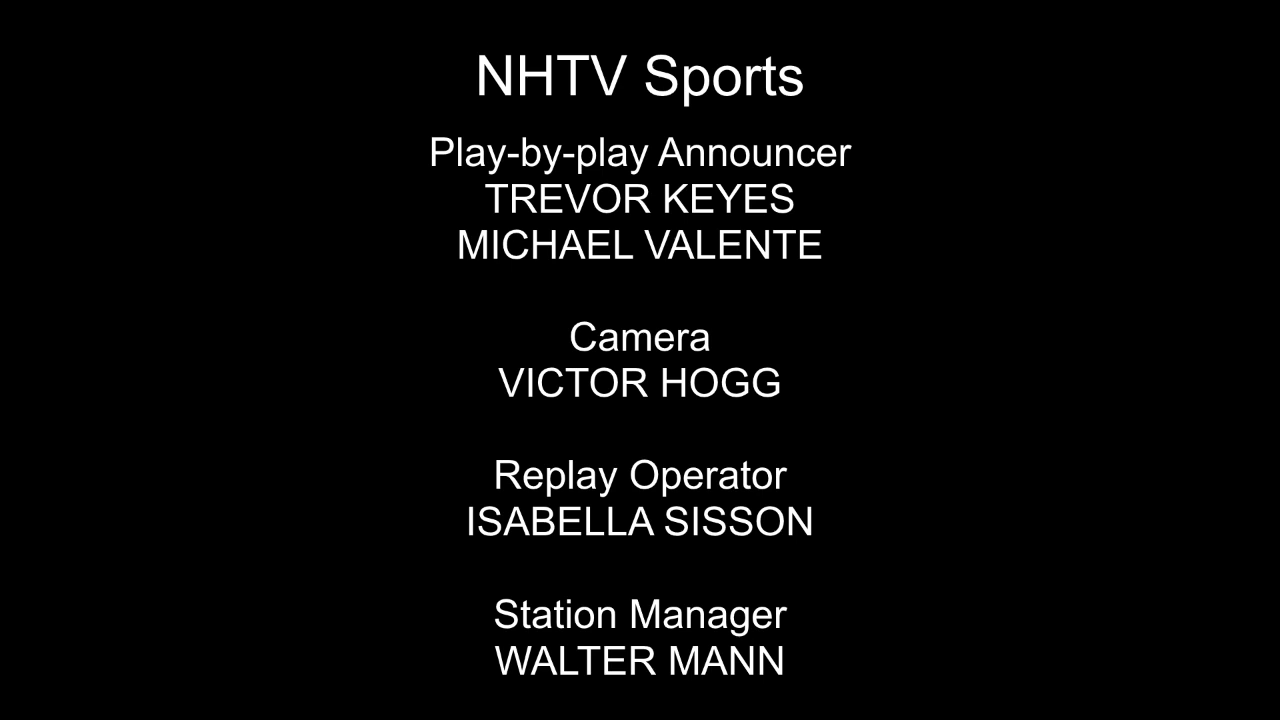 NHTV Sports
Play-by-play Announcer
TREVOR KEYES
MICHAEL VALENTE
Camera
VICTOR HOGG
Replay Operator
ISABELLA SISSON
Station Manager
WALTER MANN